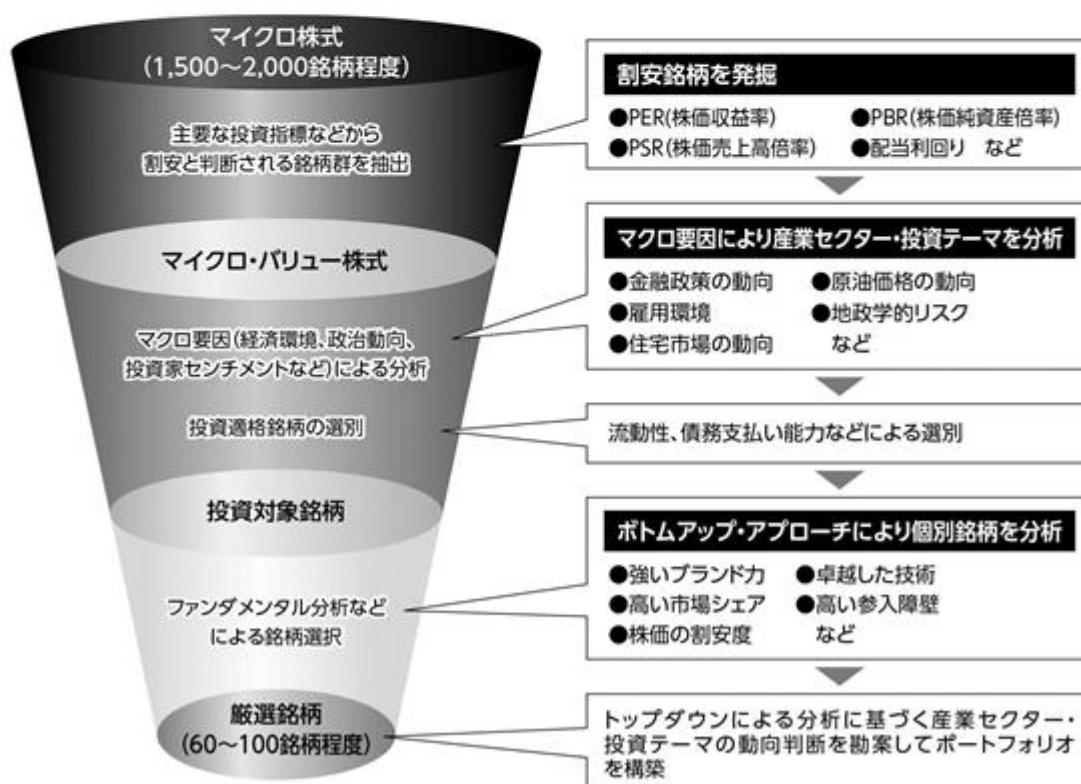 マイクロ株式
(1,500～2,000銘柄程度)
主要な投資指標などから
割安と判断される銘柄群を抽出
マイクロ・バリュー株式
マクロ要因(経済環境、政治動向、
投資家センチメントなど)による分析
投資適格銘柄の選別
投資対象銘柄
ファンダメンタル分析など
による銘柄選択
厳選銘柄
(60～100銘柄程度)
割安銘柄を発掘
●PER(株価収益率) ●PBR(株価純資産倍率)
●PSR(株価売上高倍率) ●配当利回り など
マクロ要因により産業セクター・投資テーマを分析
●金融政策の動向 ●原油価格の動向
●雇用環境 ●地政学的リスク
●住宅市場の動向 など
流動性、債務支払い能力などによる選別
ボトムアップ・アプローチにより個別銘柄を分析
●強いブランド力 ●卓越した技術
●高い市場シェア ●高い参入障壁
●株価の割安度 など
トップダウンによる分析に基づく産業セクター・
投資テーマの動向判断を勘案してポートフォリオ
を構築